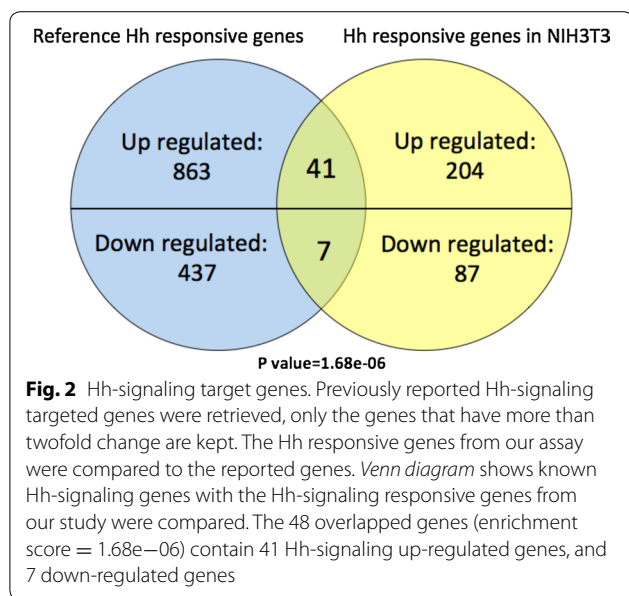 Reference Hh responsive genes
Hh responsive genes in NIH3T3
Up regulated:
863
41
Up regulated:
204
Down regulated:
437
7
Down regulated:
87
P value=1.68e-06
Fig. 2 Hh-signaling target genes. Previously reported Hh-signaling
targeted genes were retrieved, only the genes that have more than
twofold change are kept. The Hh responsive genes from our assay
were compared to the reported genes. Venn diagram shows known
Hh-signaling genes with the Hh-signaling responsive genes from
our study were compared. The 48 overlapped genes (enrichment
score = 1.68e−06) contain 41 Hh-signaling up-regulated genes, and
7 down-regulated genes